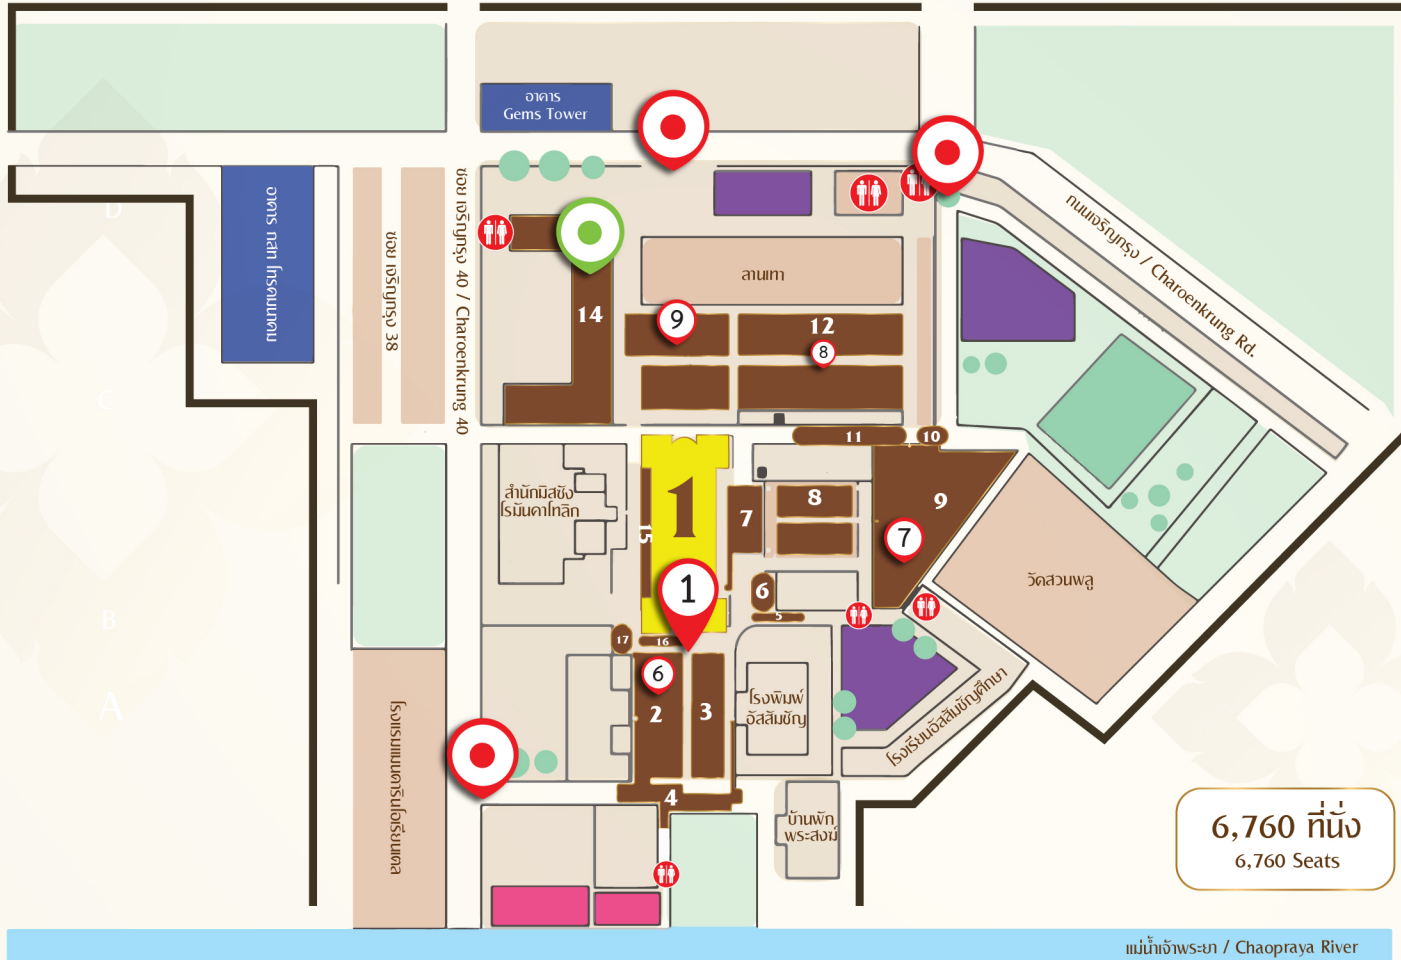 อาคาร
Gems Tower
D
อาคาร กสท โทรคมนาคม
ซอย เจริญกรุง 38
ซอย เจริญกรุง 40 / Charoenkrung 40
ถนนเจริญกรุง / Charoenkrung Rd.
ลานเทา
14
9
12
8
C
11
10
สำนักมิสซัง
โรมันคาทอลิก
15
1
7
8
9
7
วัดสวนพลู
1
6
5
B
17
16
6
2
3
โรงพิมพ์
อัสสัมชัญ
โรงเรียนอัสสัมชัญศึกษา
A
โรงแรมแมนดารินโอเรียนเตล
4
บ้านพัก
พระสงฆ์
6,760 ที่นั่ง
6,760 Seats
แม่น้ำเจ้าพระยา / Chaopraya River